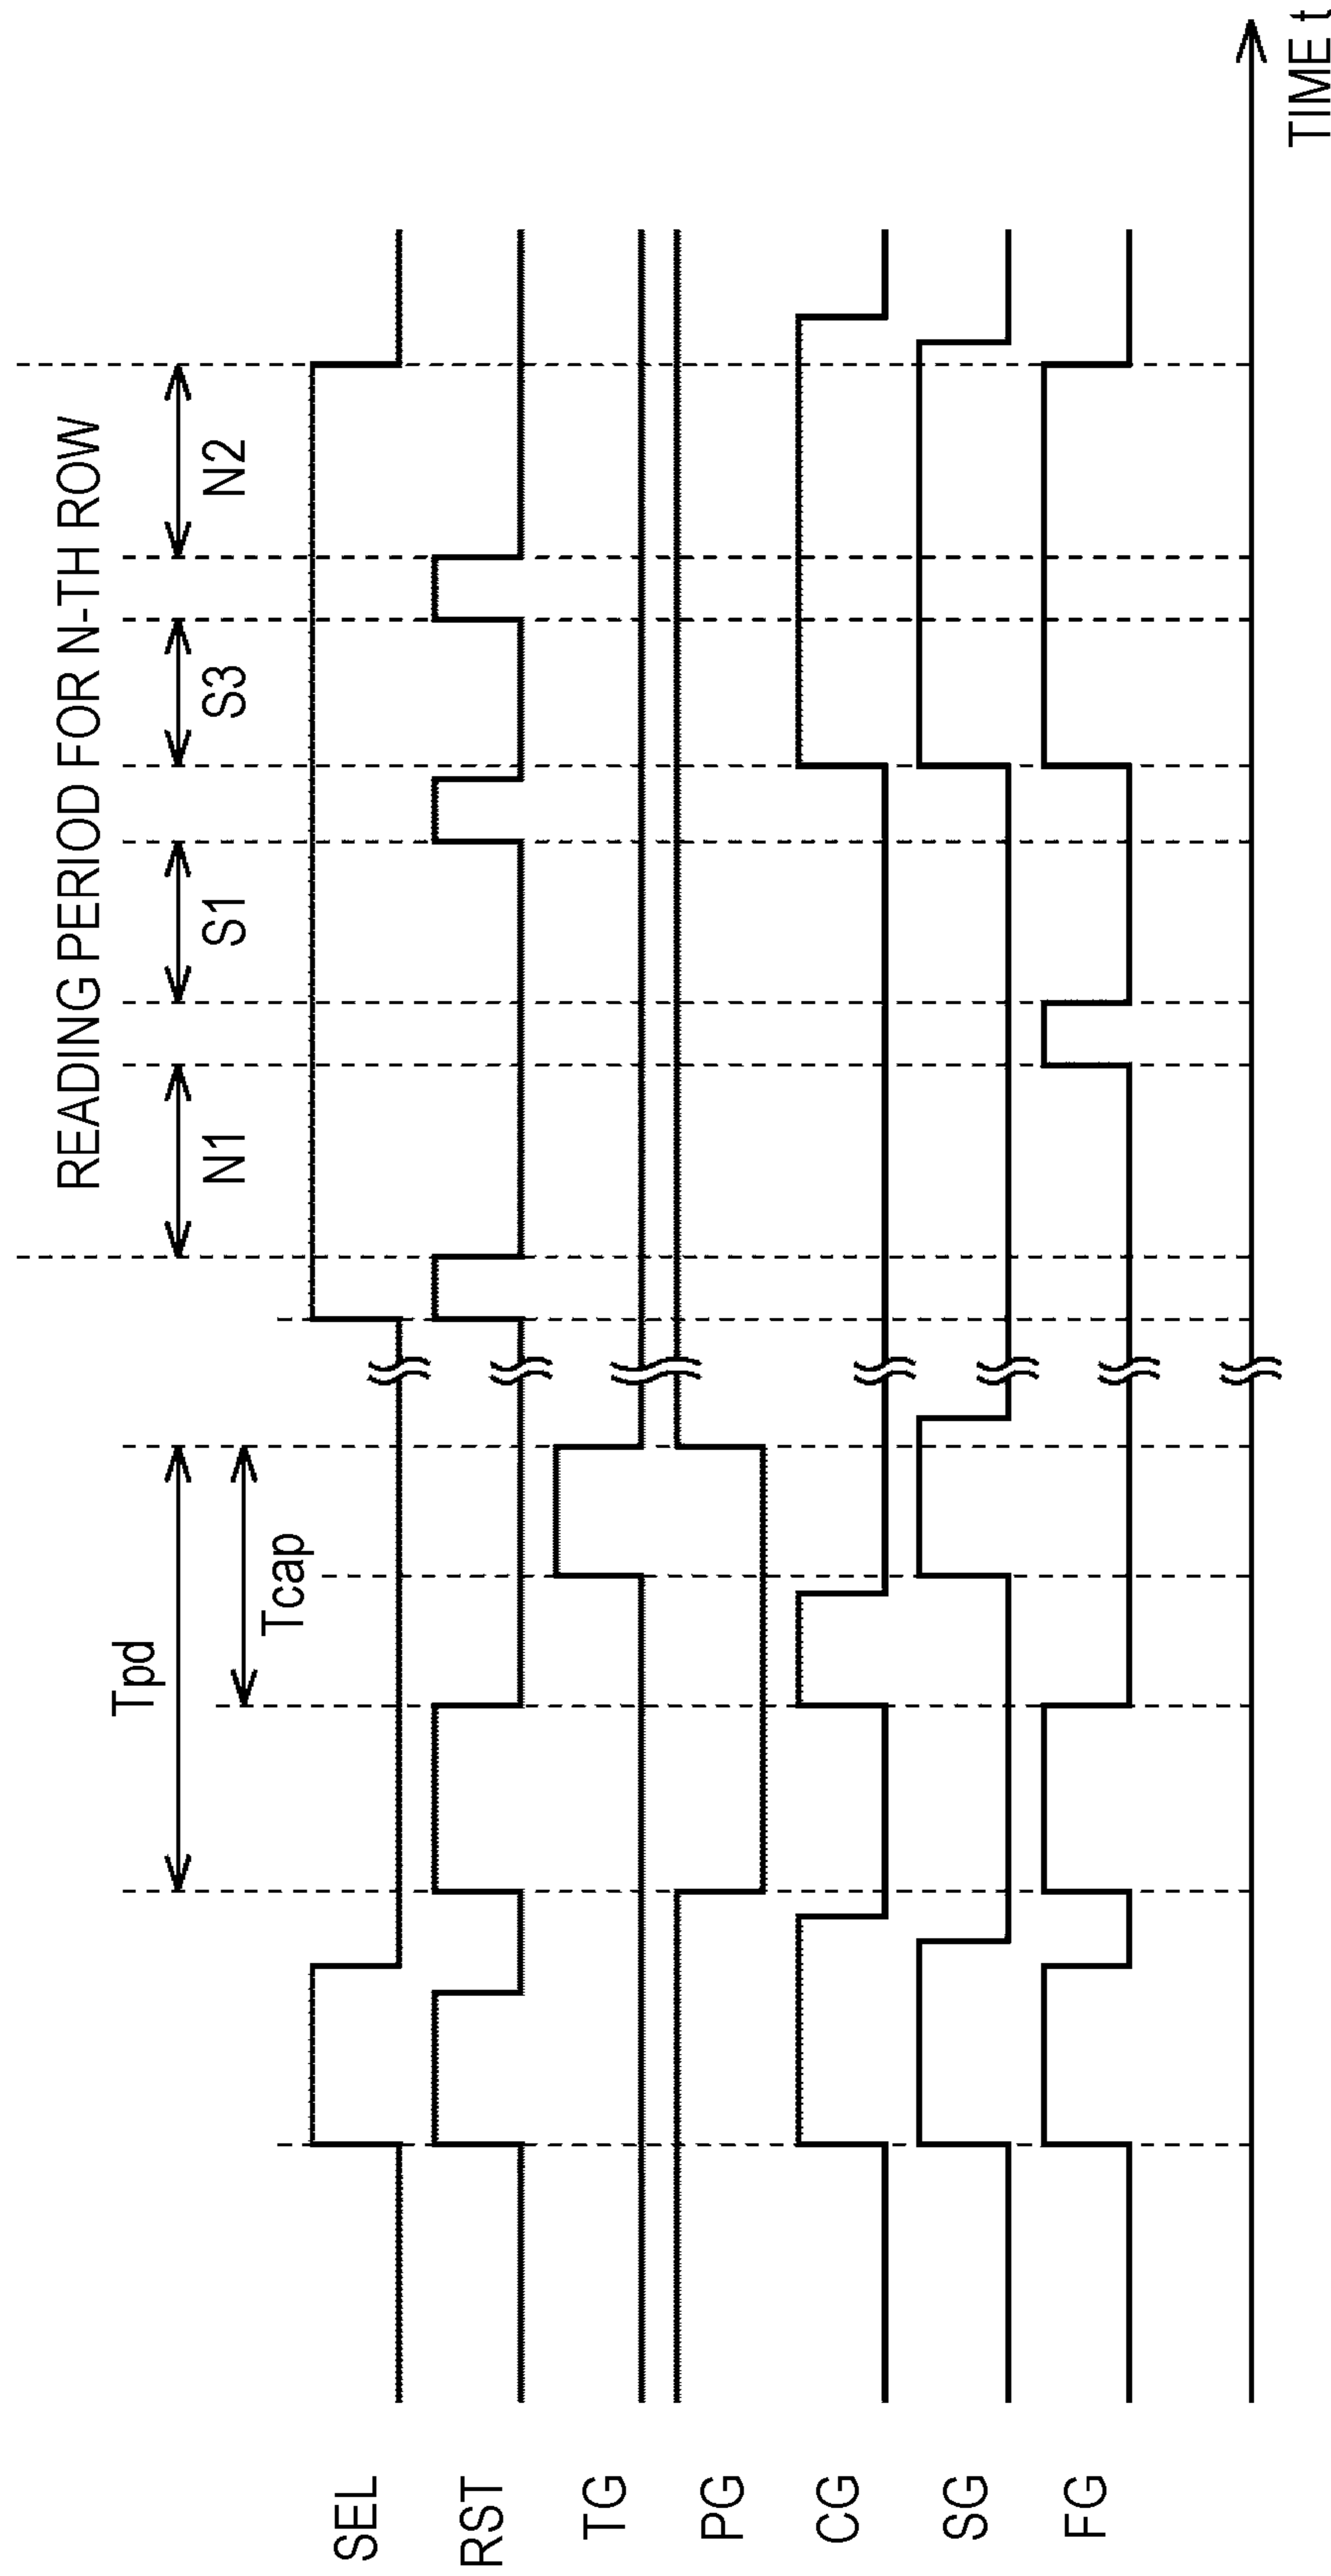 READING PERIOD FOR N-TH ROW
Tpd
N1
S1
S3
N2
Tcap
SEL
RST
TG
PG
CG
SG
FG
TIME t